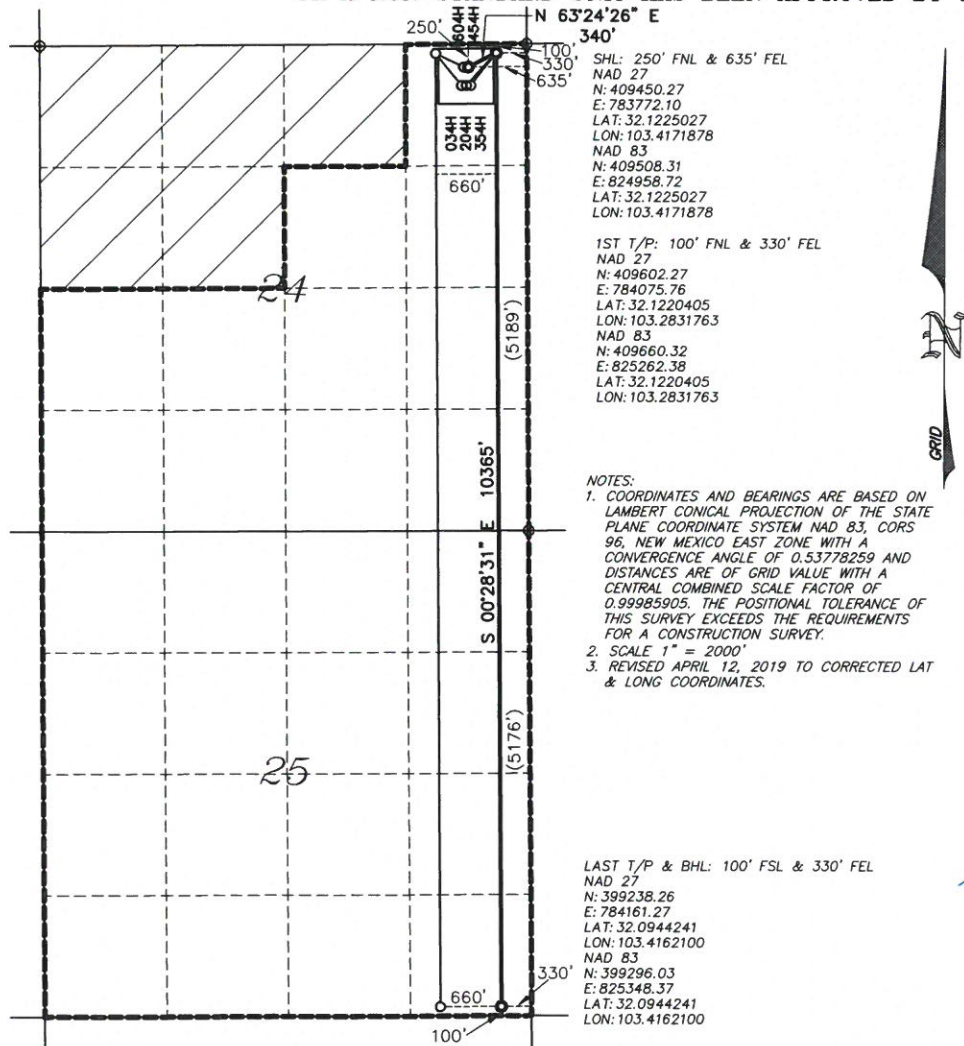 N 63°24'26" E
340'
250'
604H
454H
100'
330'
635'
034H
204H
354H
660'
24
(5189')
S 00°28'31" E 10365'
(5176')
25
330'
660'
100'
SHL: 250' FNL & 635' FEL
NAD 27
N: 409450.27
E: 783772.10
LAT: 32.1225027
LON: 103.4171878
NAD 83
N: 409508.31
E: 824958.72
LAT: 32.1225027
LON: 103.4171878
1ST T/P: 100' FNL & 330' FEL
NAD 27
N: 409602.27
E: 784075.76
LAT: 32.1220405
LON: 103.2831763
NAD 83
N: 409660.32
E: 825262.38
LAT: 32.1220405
LON: 103.2831763
GRID
NOTES:
1. COORDINATES AND BEARINGS ARE BASED ON
LAMBERT CONICAL PROJECTION OF THE STATE
PLANE COORDINATE SYSTEM NAD 83, CORS
96, NEW MEXICO EAST ZONE WITH A
CONVERGENCE ANGLE OF 0.53778259 AND
DISTANCES ARE OF GRID VALUE WITH A
CENTRAL COMBINED SCALE FACTOR OF
0.99985905. THE POSITIONAL TOLERANCE OF
THIS SURVEY EXCEEDS THE REQUIREMENTS
FOR A CONSTRUCTION SURVEY.
2. SCALE 1" = 2000'
3. REVISED APRIL 12, 2019 TO CORRECTED LAT
& LONG COORDINATES.
LAST T/P & BHL: 100' FSL & 330' FEL
NAD 27
N: 399238.26
E: 784161.27
LAT: 32.0944241
LON: 103.4162100
NAD 83
N: 399296.03
E: 825348.37
LAT: 32.0944241
LON: 103.4162100